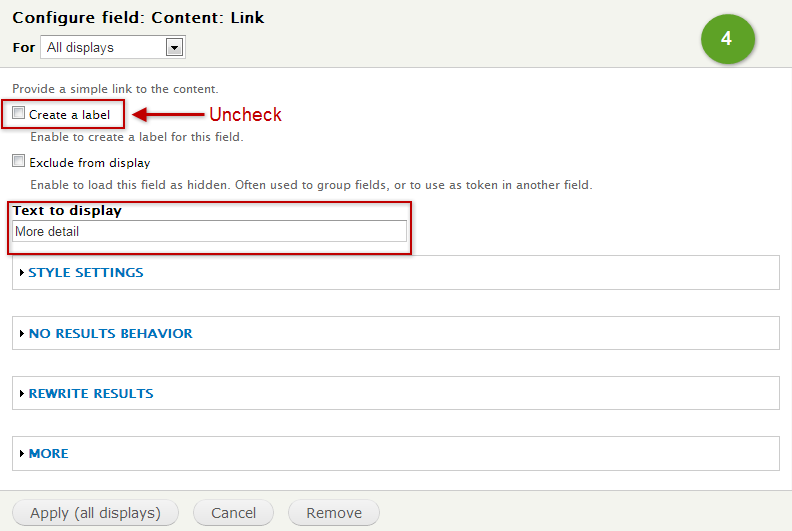 Configure field: Content: Link
For All displays
4
Provide a simple link to the content.
Create a label
Uncheck
Enable to create a label for this field.
Exclude from display
Enable to load this field as hidden. Often used to group fields, or to use as token in another field.
Text to display
More detail
STYLE SETTINGS
NO RESULTS BEHAVIOR
REWRITE RESULTS
MORE
Apply (all displays) Cancel Remove